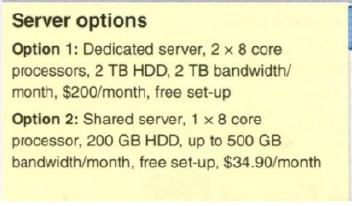 Server options
Option 1: Dedicated server, 2 × 8 core
processors, 2 TB HDD, 2 TB bandwidth/
month, $200/month, free set-up
Option 2: Shared server, 1 × 8 core
processor, 200 GB HDD, up to 500 GB
bandwidth/month, free set-up, $34.90/month